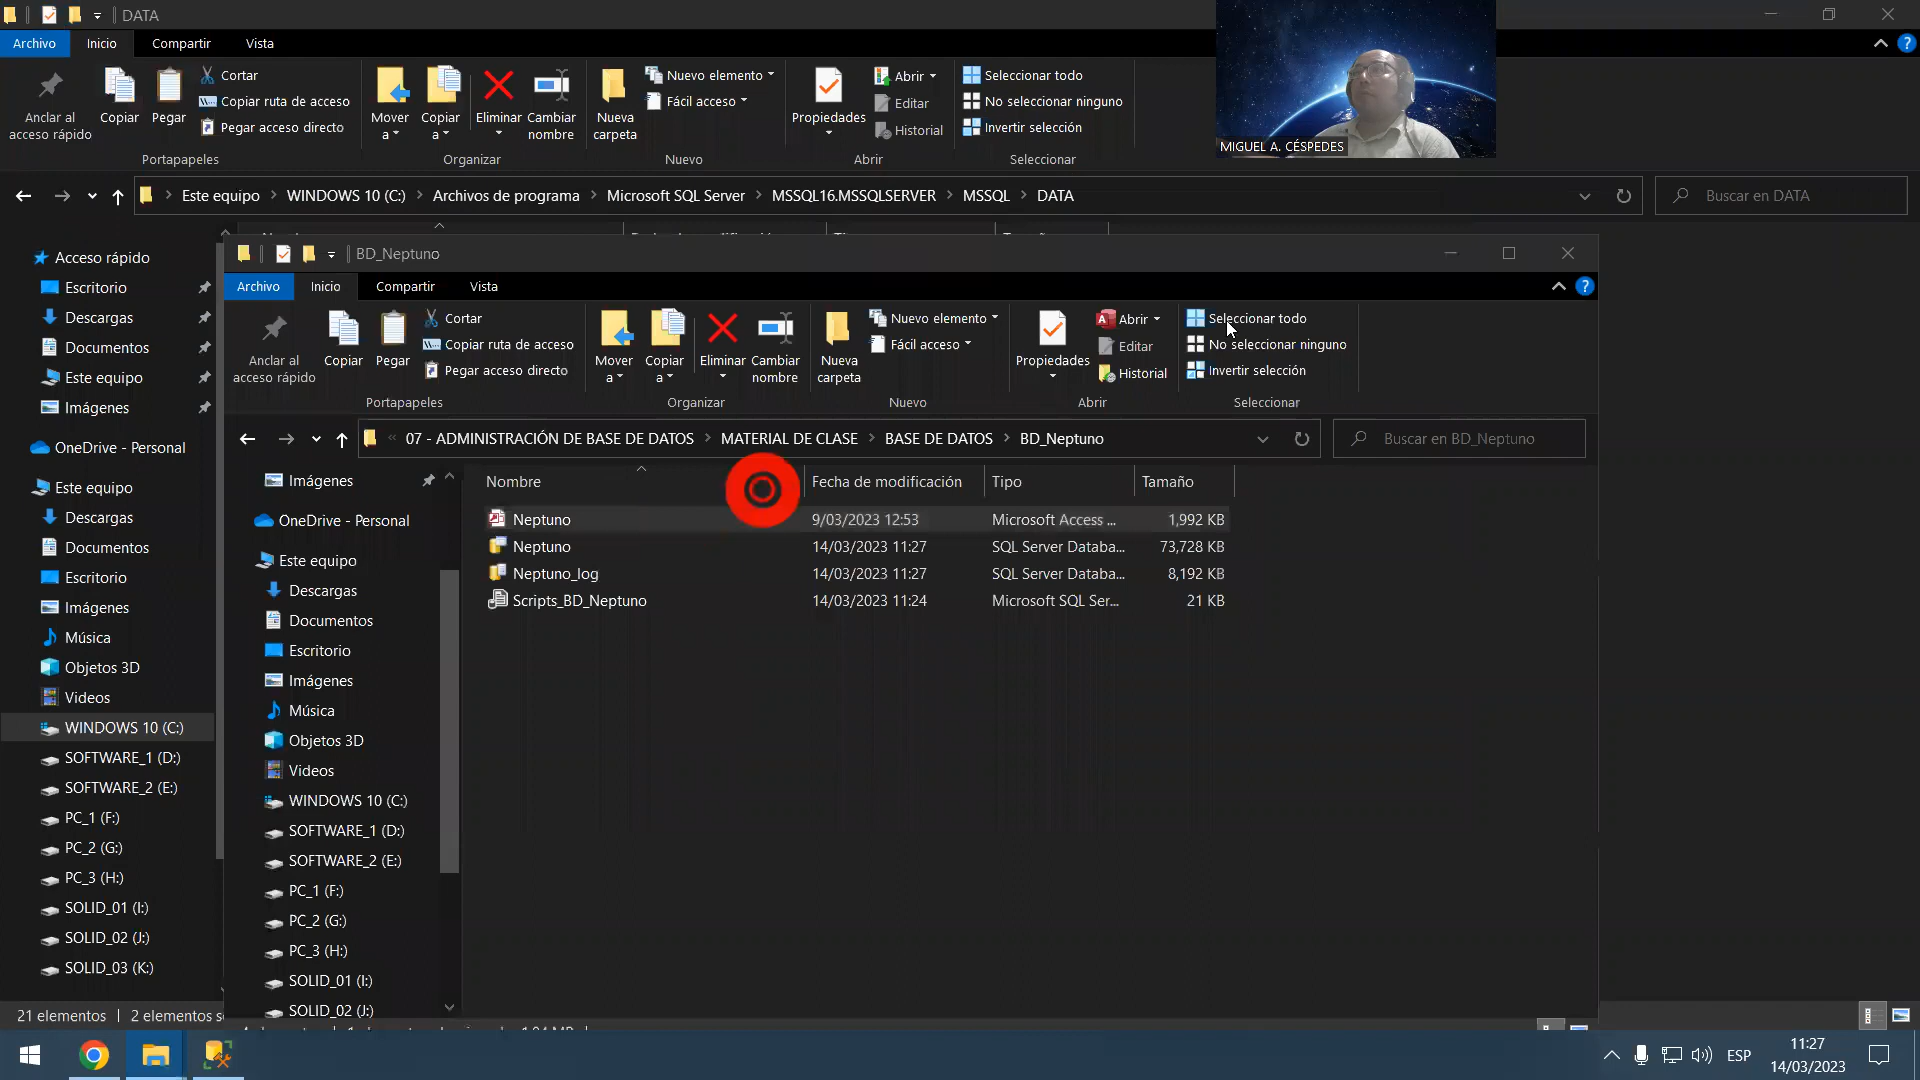 DATA
Archivo Inicio Compartir Vista
Anclar al acceso rápido
Copiar
Pegar
Cortar
Copiar ruta de acceso
Pegar acceso directo
Portapapeles
Mover a
Copiar a
Eliminar
Cambiar nombre
Organizar
Nueva carpeta
Nuevo elemento
Fácil acceso
Nuevo
Propiedades
Abrir
Editar
Historial
Abrir
Seleccionar todo
No seleccionar ninguno
Invertir selección
Seleccionar
MIGUEL A. CÉSPEDES
Este equipo > WINDOWS 10 (C:) > Archivos de programa > Microsoft SQL Server > MSSQL16.MSSQLSERVER > MSSQL > DATA
Buscar en DATA
Acceso rápido
Escritorio
Descargas
Documentos
Este equipo
Imágenes
OneDrive - Personal
Este equipo
Descargas
Documentos
Escritorio
Imágenes
Música
Objetos 3D
Videos
WINDOWS 10 (C:)
SOFTWARE_1 (D:)
SOFTWARE_2 (E:)
PC_1 (F:)
PC_2 (G:)
PC_3 (H:)
SOLID_01 (I:)
SOLID_02 (J:)
SOLID_03 (K:)
21 elementos
2 elementos
BD_Neptuno
Archivo Inicio Compartir Vista
Anclar al acceso rápido
Copiar
Pegar
Cortar
Copiar ruta de acceso
Pegar acceso directo
Portapapeles
Mover a
Copiar a
Eliminar
Cambiar nombre
Organizar
Nueva carpeta
Nuevo elemento
Fácil acceso
Nuevo
Propiedades
Abrir
Editar
Historial
Abrir
Seleccionar todo
No seleccionar ninguno
Invertir selección
Seleccionar
« 07 - ADMINISTRACIÓN DE BASE DE DATOS > MATERIAL DE CLASE > BASE DE DATOS > BD_Neptuno
Buscar en BD_Neptuno
Imágenes
OneDrive - Personal
Este equipo
Descargas
Documentos
Escritorio
Imágenes
Música
Objetos 3D
Videos
WINDOWS 10 (C:)
SOFTWARE_1 (D:)
SOFTWARE_2 (E:)
PC_1 (F:)
PC_2 (G:)
PC_3 (H:)
SOLID_01 (I:)
SOLID_02 (J:)
Nombre Fecha de modificación Tipo Tamaño
Neptuno 9/03/2023 12:53 Microsoft Access ... 1,992 KB
Neptuno 14/03/2023 11:27 SQL Server Databa... 73,728 KB
Neptuno_log 14/03/2023 11:27 SQL Server Databa... 8,192 KB
Scripts_BD_Neptuno 14/03/2023 11:24 Microsoft SQL Ser... 21 KB
ESP
11:27
14/03/2023